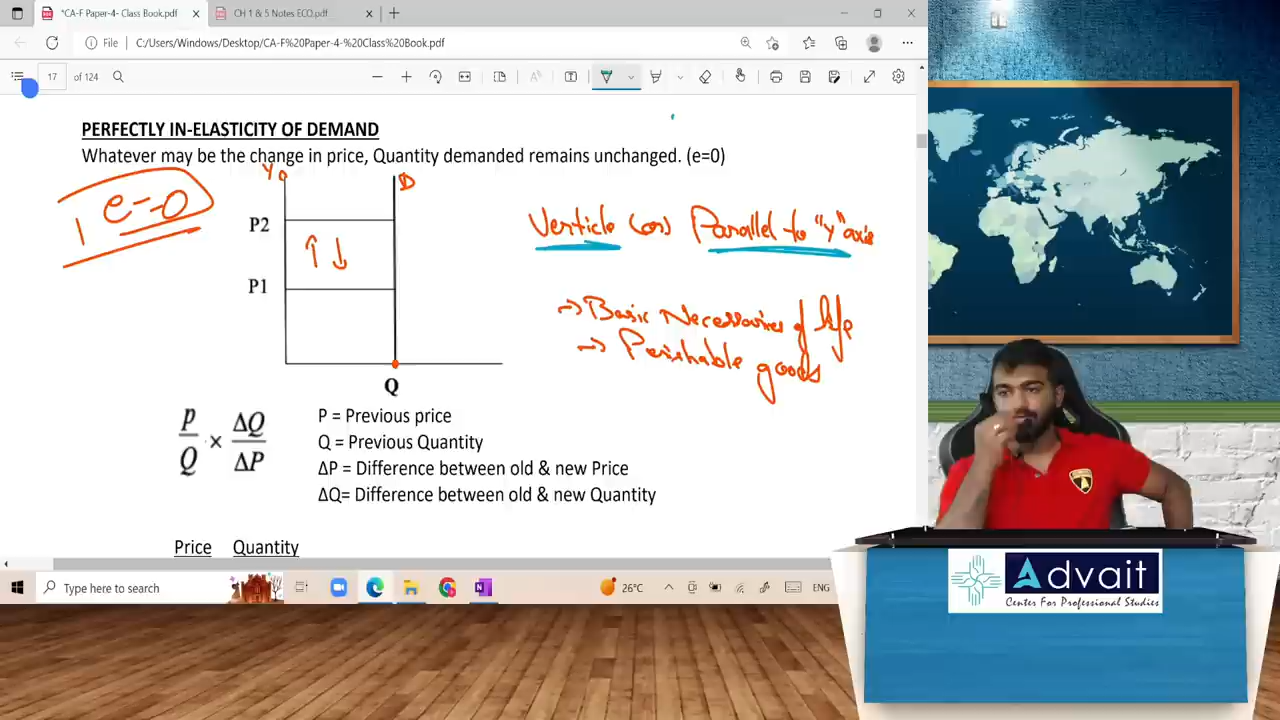 *CA-F Paper-4- Class Book.pdf
CH 1 & 5 Notes ECO.pdf
File
C:/Users/Windows/Desktop/CA-F%20Paper-4-%20Class%20Book.pdf
17 of 124
PERFECTLY IN-ELASTICITY OF DEMAND
Whatever may be the change in price, Quantity demanded remains unchanged. (e=0)
Y
D
e=0
P2
P1
Q
Verticle (or) Parallel to "y" axis
→ Basic Necessaries of life
→ Perishable goods
P/Q × ΔQ/ΔP
P = Previous price
Q = Previous Quantity
ΔP = Difference between old & new Price
ΔQ= Difference between old & new Quantity
Price Quantity
Type here to search
26°C
ENG
Advait
Center For Professional Studies